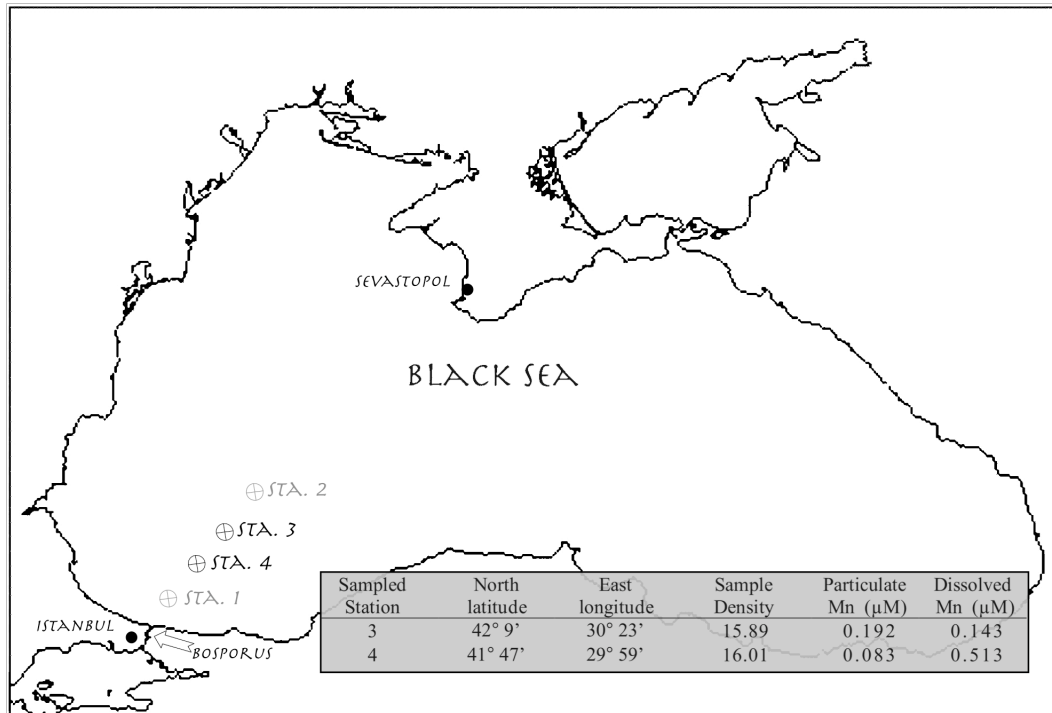 SEVASTOPOL
BLACK SEA
STA. 2
STA. 3
STA. 4
STA. 1
ISTANBUL
BOSPORUS
Sampled Station North latitude East longitude Sample Density Particulate Mn (µM) Dissolved Mn (µM)
3 42° 9’ 30° 23’ 15.89 0.192 0.143
4 41° 47’ 29° 59’ 16.01 0.083 0.513